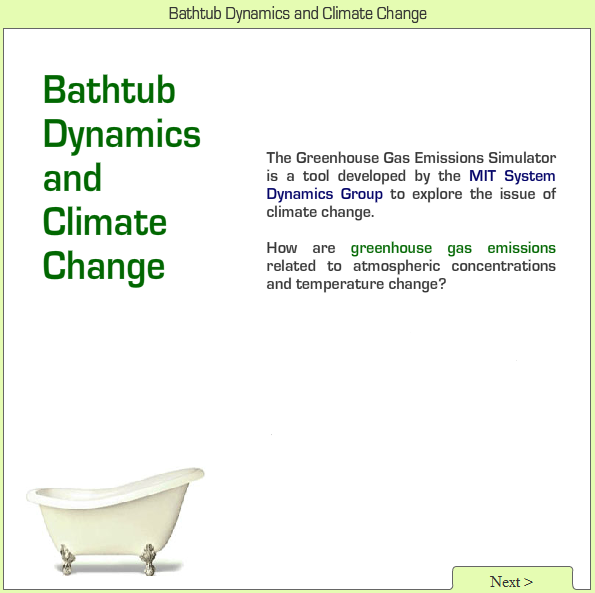 Bathtub Dynamics and Climate Change
Bathtub
Dynamics
and
Climate
Change
The Greenhouse Gas Emissions Simulator
is a tool developed by the MIT System
Dynamics Group to explore the issue of
climate change.
How are greenhouse gas emissions
related to atmospheric concentrations
and temperature change?
Next >